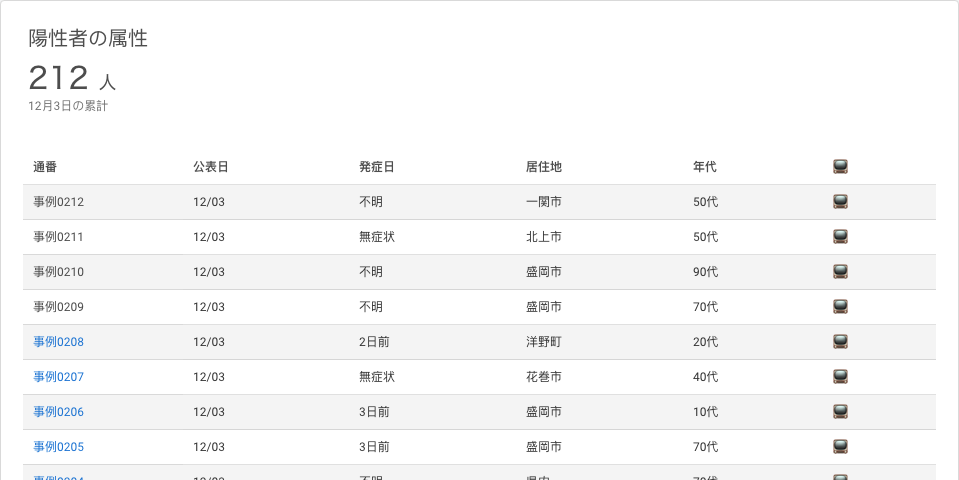 陽性者の属性
212 人
12月3日の累計
通番 公表日 発症日 居住地 年代
事例0212 12/03 不明 一関市 50代
事例0211 12/03 無症状 北上市 50代
事例0210 12/03 不明 盛岡市 90代
事例0209 12/03 不明 盛岡市 70代
事例0208 12/03 2日前 洋野町 20代
事例0207 12/03 無症状 花巻市 40代
事例0206 12/03 3日前 盛岡市 10代
事例0205 12/03 3日前 盛岡市 70代